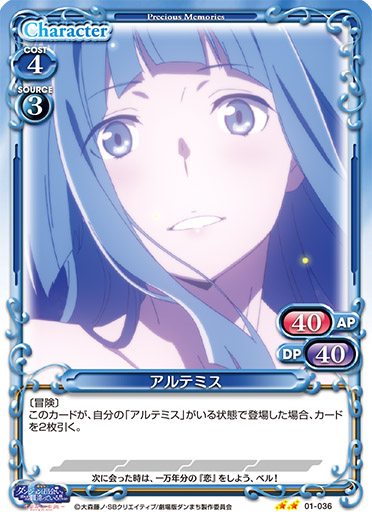 Precious Memories
Character
COST
4
SOURCE
3
40 AP
DP 40
アルテミス
〔冒険〕
このカードが、自分の「アルテミス」がいる状態で登場した場合、カード
を2枚引く。
次に会った時は、一万年分の『恋』をしよう、ベル!
©大森藤ノ・SBクリエイティブ/劇場版ダンまち製作委員会
01-036